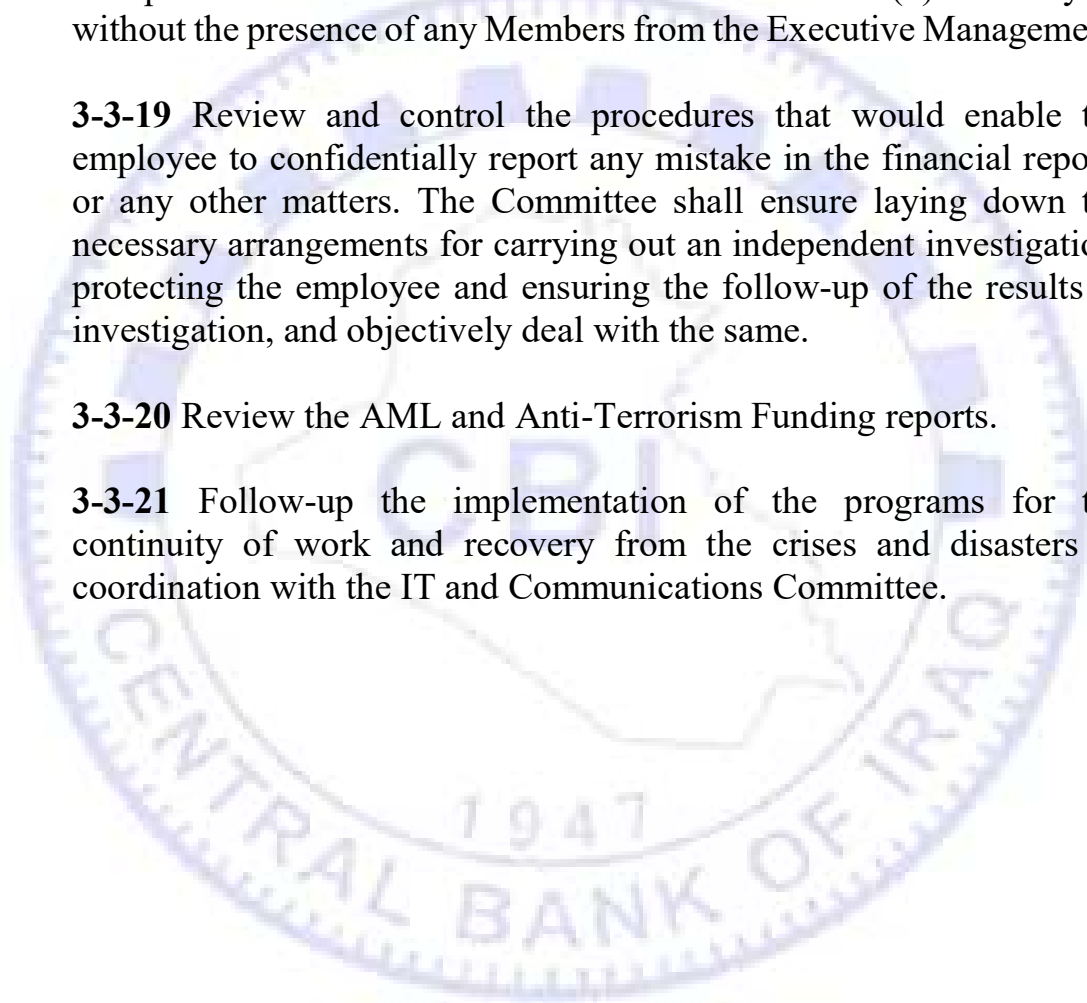 without the presence of any Members from the Executive Manageme
3-3-19 Review and control the procedures that would enable t
employee to confidentially report any mistake in the financial repor
or any other matters. The Committee shall ensure laying down t
necessary arrangements for carrying out an independent investigatio
protecting the employee and ensuring the follow-up of the results
investigation, and objectively deal with the same.
3-3-20 Review the AML and Anti-Terrorism Funding reports.
CBI
3-3-21 Follow-up the implementation of the programs for t
continuity of work and recovery from the crises and disasters
coordination with the IT and Communications Committee.
1947
CENTRAL BANK OF IRAQ